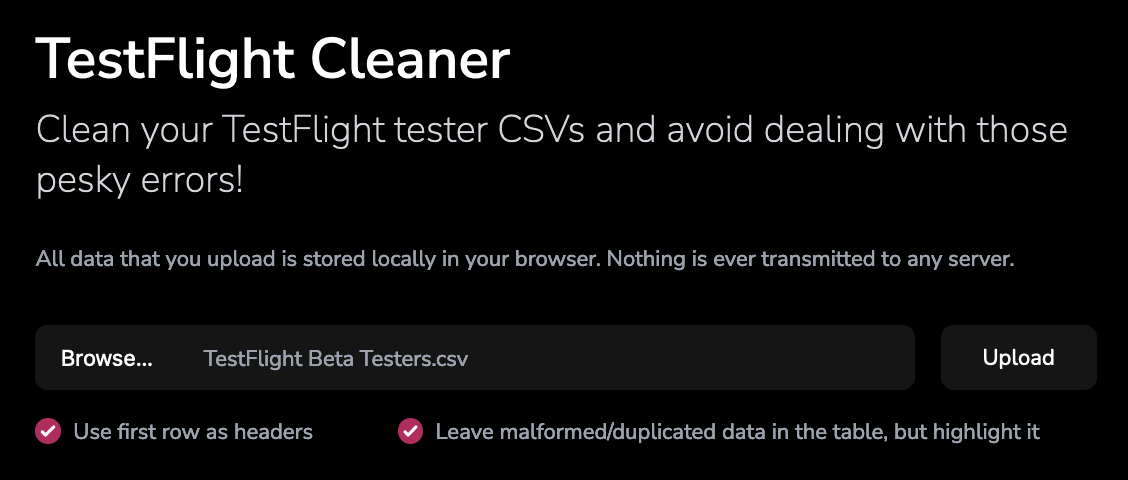 TestFlight Cleaner
Clean your TestFlight tester CSVs and avoid dealing with those
pesky errors!
All data that you upload is stored locally in your browser. Nothing is ever transmitted to any server.
Browse... TestFlight Beta Testers.csv Upload
Use first row as headers Leave malformed/duplicated data in the table, but highlight it